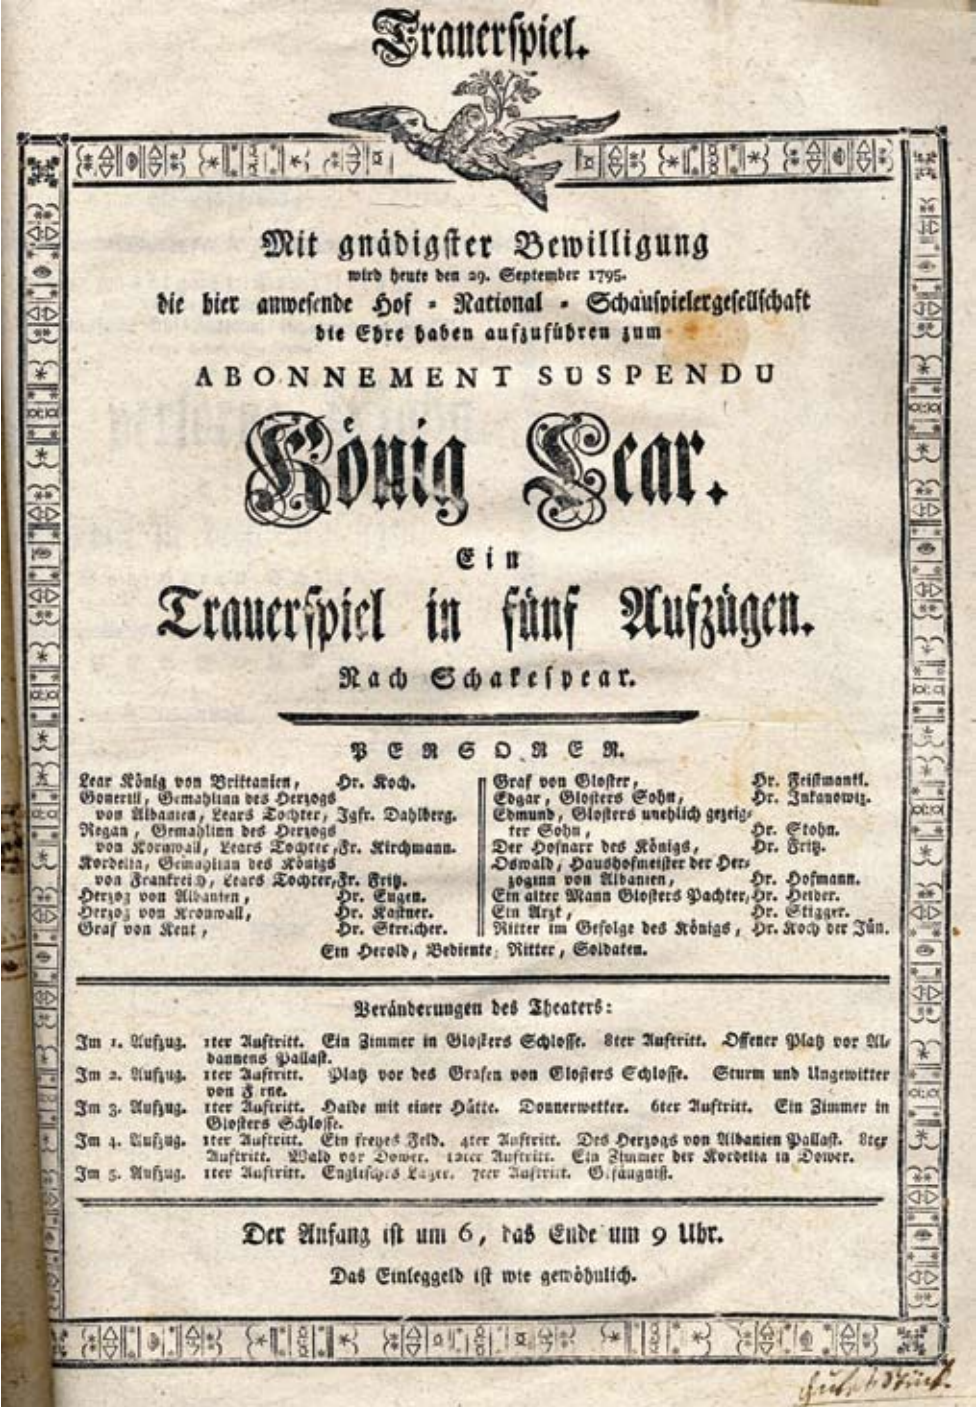 Trauerspiel.
Mit gnädigster Bewilligung
wird heute den 29. September 1795.
die hier anwesende Hof - National - Schauspielergesellschaft
die Ehre haben aufzuführen zum
ABONNEMENT SUSPENDU
König Lear.
Ein
Trauerspiel in fünf Aufzügen.
Nach Schakespear.
PERSONEN.
Lear König von Brittanien, Hr. Koch.
Gonerill, Gemahlinn des Herzogs
von Albanien, Lears Tochter, Jgfr. Dahlberg.
Regan, Gemahlinn des Herzogs
von Kornwall, Lears Tochter, Fr. Kirchmann.
Kordelia, Gemahlinn des Königs
von Frankreich, Lears Tochter, Fr. Fritz.
Herzog von Albanien, Hr. Eugen.
Herzog von Kronwall, Hr. Kastner.
Graf von Kent, Hr. Streicher.
Graf von Gloster, Hr. Feistmantl.
Edgar, Glosters Sohn, Hr. Inkanowiz.
Edmund, Glosters unehlich gezeig-
ter Sohn, Hr. Stohn.
Der Hofnarr des Königs, Hr. Fritz.
Oswald, Haushofmeister der Her-
zoginn von Albanien, Hr. Hofmann.
Ein alter Mann Glosters Pachter, Hr. Heider.
Ein Arzt, Hr. Stigger.
Ritter im Gefolge des Königs, Hr. Koch der Jün.
Ein Herold, Bediente, Ritter, Soldaten.
Veränderungen des Theaters:
Im 1. Aufzug. 1ter Auftritt. Ein Zimmer in Glosters Schlosse. 8ter Auftritt. Offener Platz vor Al-
bannens Pallast.
Im 2. Aufzug. 1ter Auftritt. Platz vor des Grafen von Glosters Schlosse. Sturm und Ungewitter
von Ferne.
Im 3. Aufzug. 1ter Auftritt. Haide mit einer Hütte. Donnerwetter. 6ter Auftritt. Ein Zimmer in
Glosters Schlosse.
Im 4. Aufzug. 1ter Auftritt. Ein freyes Feld. 4ter Auftritt. Des Herzogs von Albanien Pallast. 8ter
Auftritt. Wald vor Dower. 12ter Auftritt. Ein Zimmer der Kordelia in Dower.
Im 5. Aufzug. 1ter Auftritt. Englisches Lager. 7ter Auftritt. Gefängniß.
Der Anfang ist um 6, das Ende um 9 Uhr.
Das Einleggeld ist wie gewöhnlich.